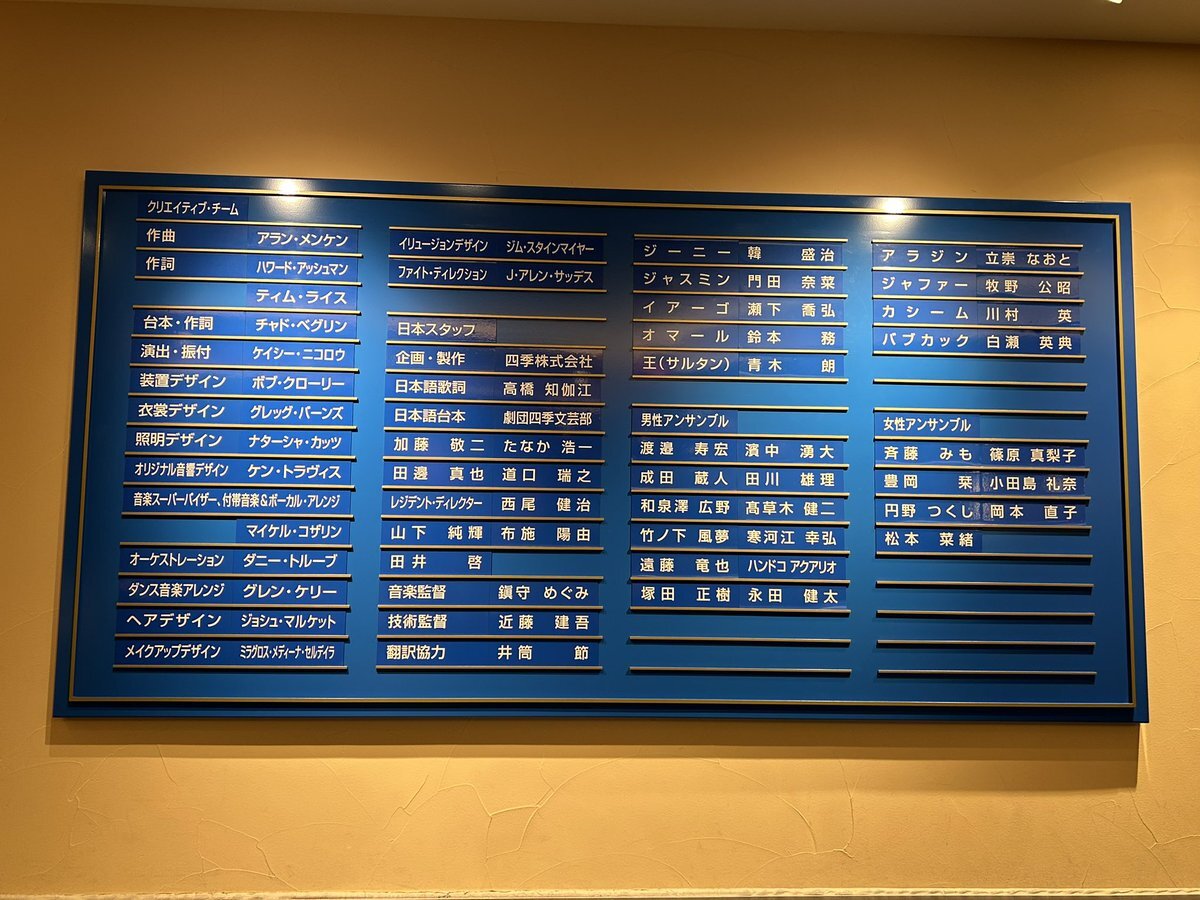 クリエイティブ・チーム
作曲 アラン・メンケン
作詞 ハワード・アッシュマン
ティム・ライス
台本・作詞 チャド・ベグリン
演出・振付 ケイシー・ニコロウ
装置デザイン ボブ・クローリー
衣裳デザイン グレッグ・バーンズ
照明デザイン ナターシャ・カッツ
オリジナル音響デザイン ケン・トラヴィス
音楽スーパーバイザー、付帯音楽&ボーカル・アレンジ
マイケル・コザリン
オーケストレーション ダニー・トルーブ
ダンス音楽アレンジ グレン・ケリー
ヘアデザイン ジョシュ・マルケット
メイクアップデザイン ミラグロス・メディーナ・セルデイラ
イリュージョンデザイン ジム・スタインマイヤー
ファイト・ディレクション J・アレン・サッデス
日本スタッフ
企画・製作 四季株式会社
日本語歌詞 高橋 知伽江
日本語台本 劇団四季文芸部
加藤 敬二 たなか 浩一
田邊 真也 道口 瑞之
レジデント・ディレクター 西尾 健治
山下 純輝 布施 陽由
田井 啓
音楽監督 鎭守 めぐみ
技術監督 近藤 建吾
翻訳協力 井筒 節
ジーニー 韓 盛治
ジャスミン 門田 奈菜
イアーゴ 瀬下 喬弘
オマール 鈴本 務
王(サルタン) 青木 朗
男性アンサンブル
渡邉 寿宏 濱中 湧大
成田 蔵人 田川 雄理
和泉澤 広野 髙草木 健二
竹ノ下 風夢 寒河江 幸弘
遠藤 竜也 ハンドコ アクアリオ
塚田 正樹 永田 健太
アラジン 立崇 なおと
ジャファー 牧野 公昭
カシーム 川村 英
バブカック 白瀬 英典
女性アンサンブル
斉藤 みも 篠原 真梨子
豊岡 栞 小田島 礼奈
円野 つくし 岡本 直子
松本 菜緒